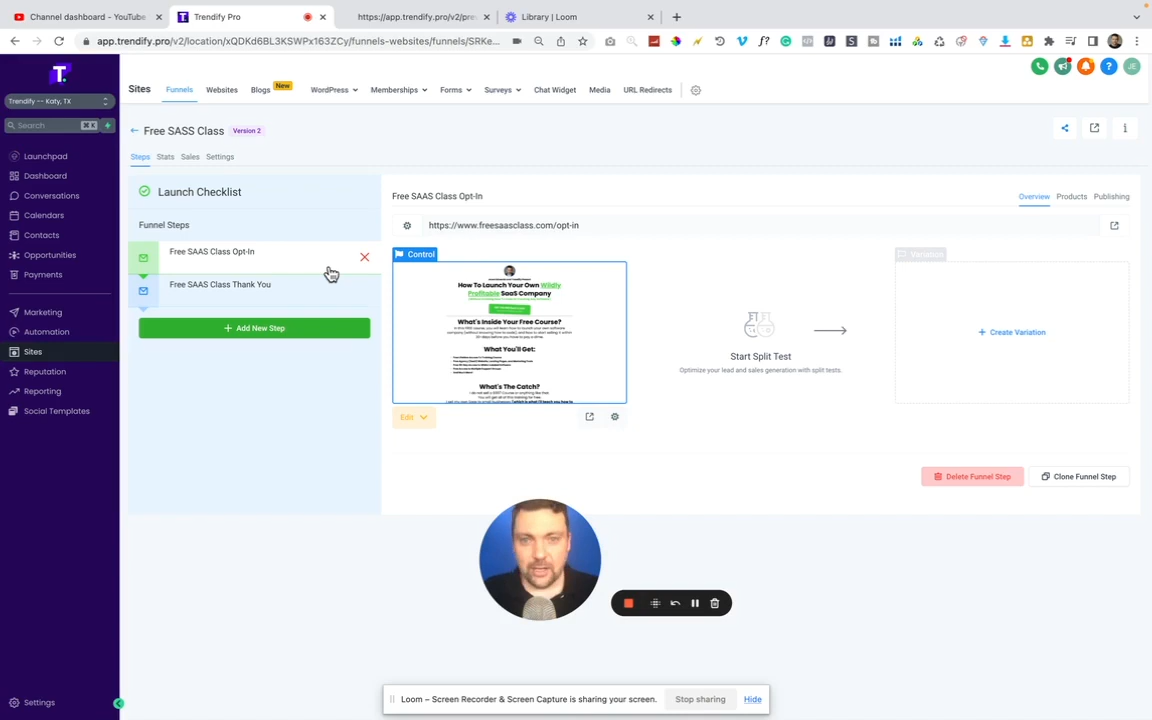 Channel dashboard - YouTube
Trendify Pro
https://app.trendify.pro/v2/pre
Library | Loom
app.trendify.pro/v2/location/xQDKd6BL3KSWPx163ZCy/funnels-websites/funnels/SRKe...
Trendify -- Katy, TX
Search
⌘ K
Launchpad
Dashboard
Conversations
Calendars
Contacts
Opportunities
Payments
Marketing
Automation
Sites
Reputation
Reporting
Social Templates
Settings
Sites
Funnels
Websites
Blogs
New
WordPress
Memberships
Forms
Surveys
Chat Widget
Media
URL Redirects
JE
Free SASS Class
Version 2
Steps
Stats
Sales
Settings
Launch Checklist
Funnel Steps
Free SAAS Class Opt-In
Free SAAS Class Thank You
+ Add New Step
Free SAAS Class Opt-In
Overview
Products
Publishing
https://www.freesaasclass.com/opt-in
Control
How To Launch Your Own Wildly
Profitable SaaS Company
What's Inside Your Free Course?
What You'll Get:
What's The Catch?
Edit
Start Split Test
Optimize your lead and sales generation with split tests.
Variation
+ Create Variation
Delete Funnel Step
Clone Funnel Step
Loom – Screen Recorder & Screen Capture is sharing your screen.
Stop sharing
Hide